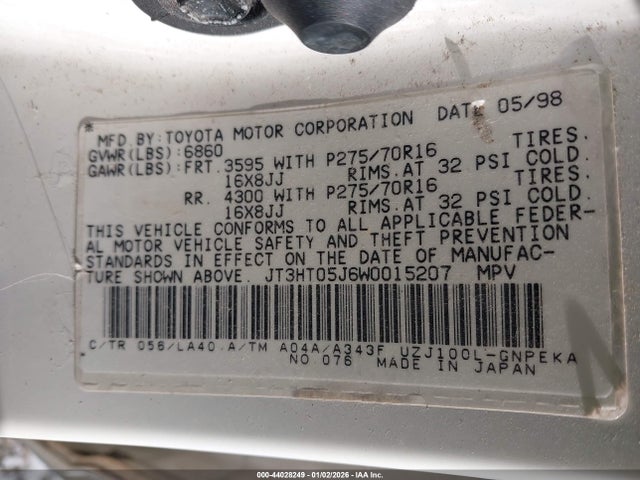 * MFD.BY:TOYOTA MOTOR CORPORATION DATE 05/98
GVWR(LBS):6860
GAWR(LBS):FRT.3595 WITH P275/70R16 TIRES.
16X8JJ RIMS.AT 32 PSI COLD.
RR. 4300 WITH P275/70R16 TIRES.
16X8JJ RIMS.AT 32 PSI COLD.
THIS VEHICLE CONFORMS TO ALL APPLICABLE FEDER-
AL MOTOR VEHICLE SAFETY AND THEFT PREVENTION
STANDARDS IN EFFECT ON THE DATE OF MANUFAC-
TURE SHOWN ABOVE. JT3HT05J6W0015207 MPV
C/TR 056/LA40 A/TM A04A/A343F UZJ100L-GNPEKA
NO 076 MADE IN JAPAN
000-44028249 - 01/02/2026 - IAA Inc.